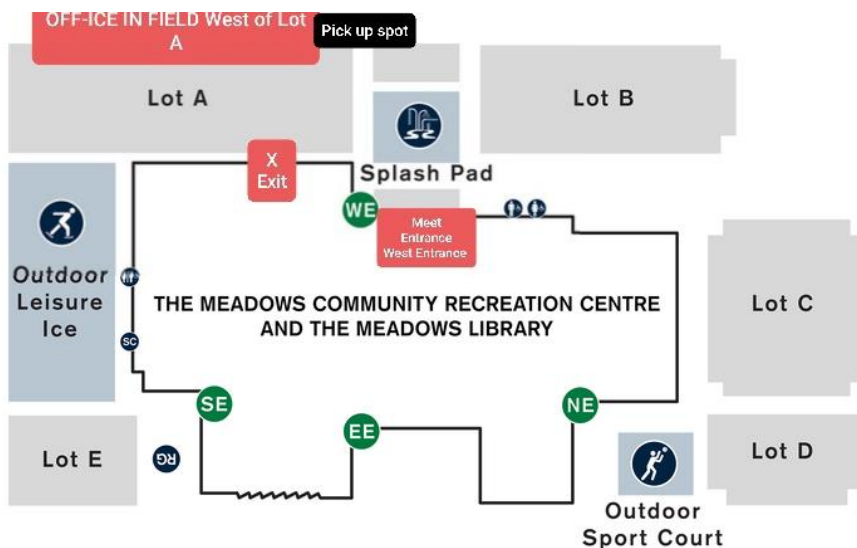 OFF-ICE IN FIELD West of Lot
A
Pick up spot
Lot A
Lot B
Splash Pad
X
Exit
WE
Meet
Entrance
West Entrance
Outdoor
Leisure
Ice
THE MEADOWS COMMUNITY RECREATION CENTRE
AND THE MEADOWS LIBRARY
Lot C
SC
SE
EE
NE
Lot E
RG
Lot D
Outdoor
Sport Court